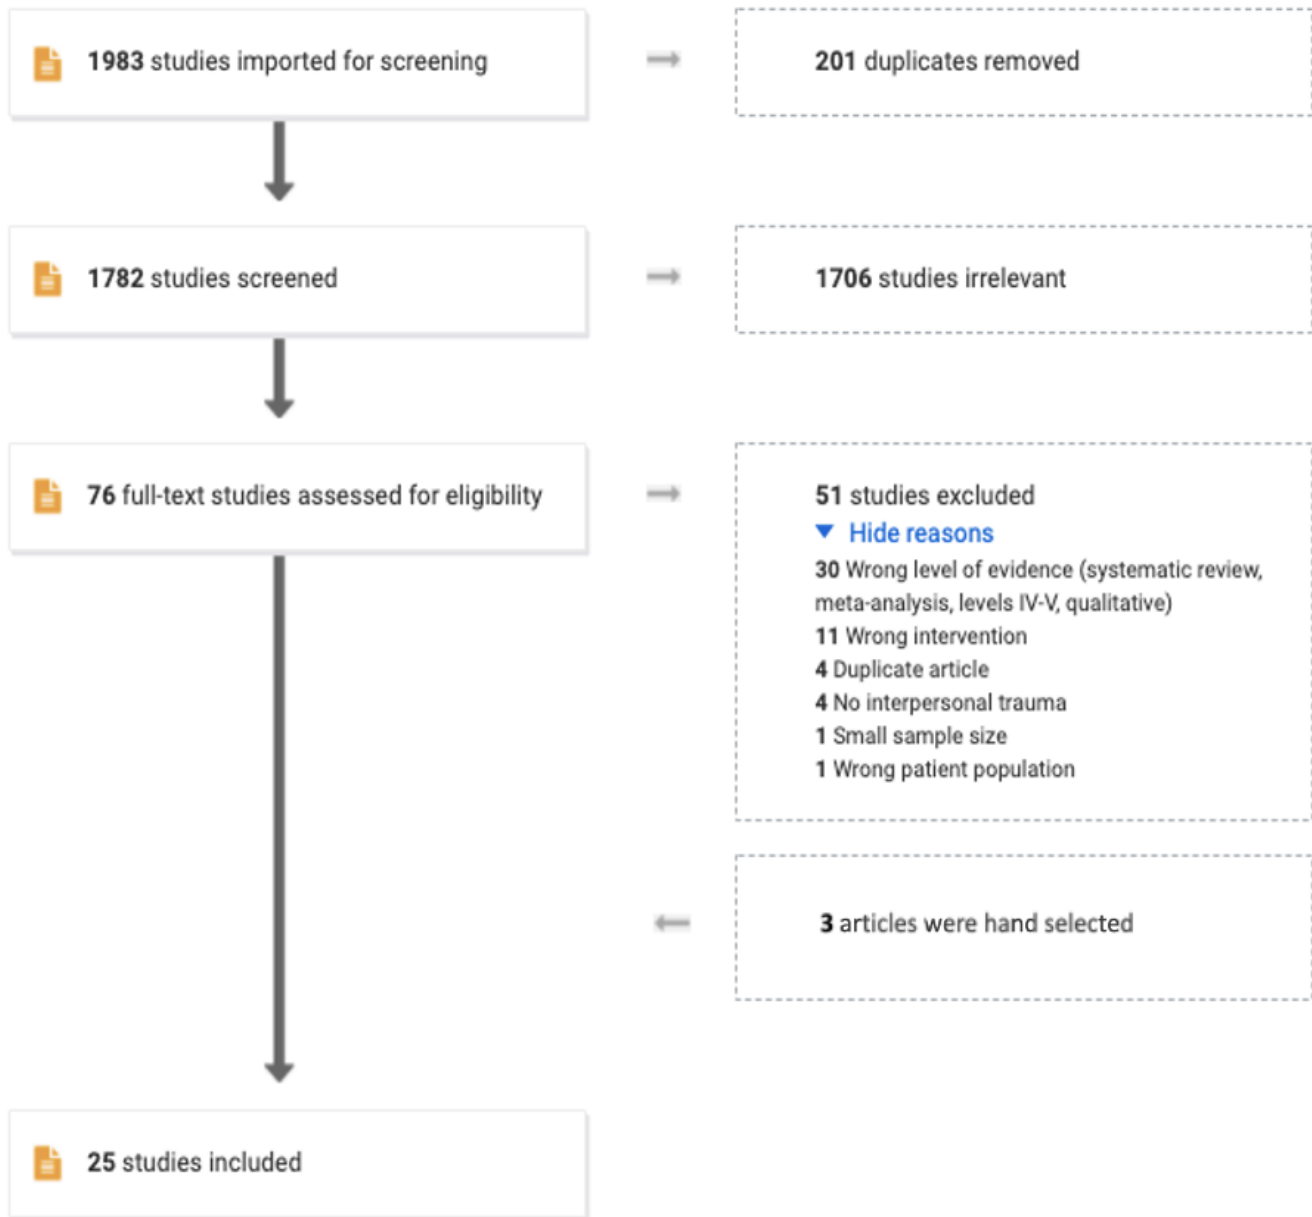 1983 studies imported for screening
201 duplicates removed
1782 studies screened
1706 studies irrelevant
76 full-text studies assessed for eligibility
51 studies excluded
Hide reasons
30 Wrong level of evidence (systematic review,
meta-analysis, levels IV-V, qualitative)
11 Wrong intervention
4 Duplicate article
4 No interpersonal trauma
1 Small sample size
1 Wrong patient population
3 articles were hand selected
25 studies included